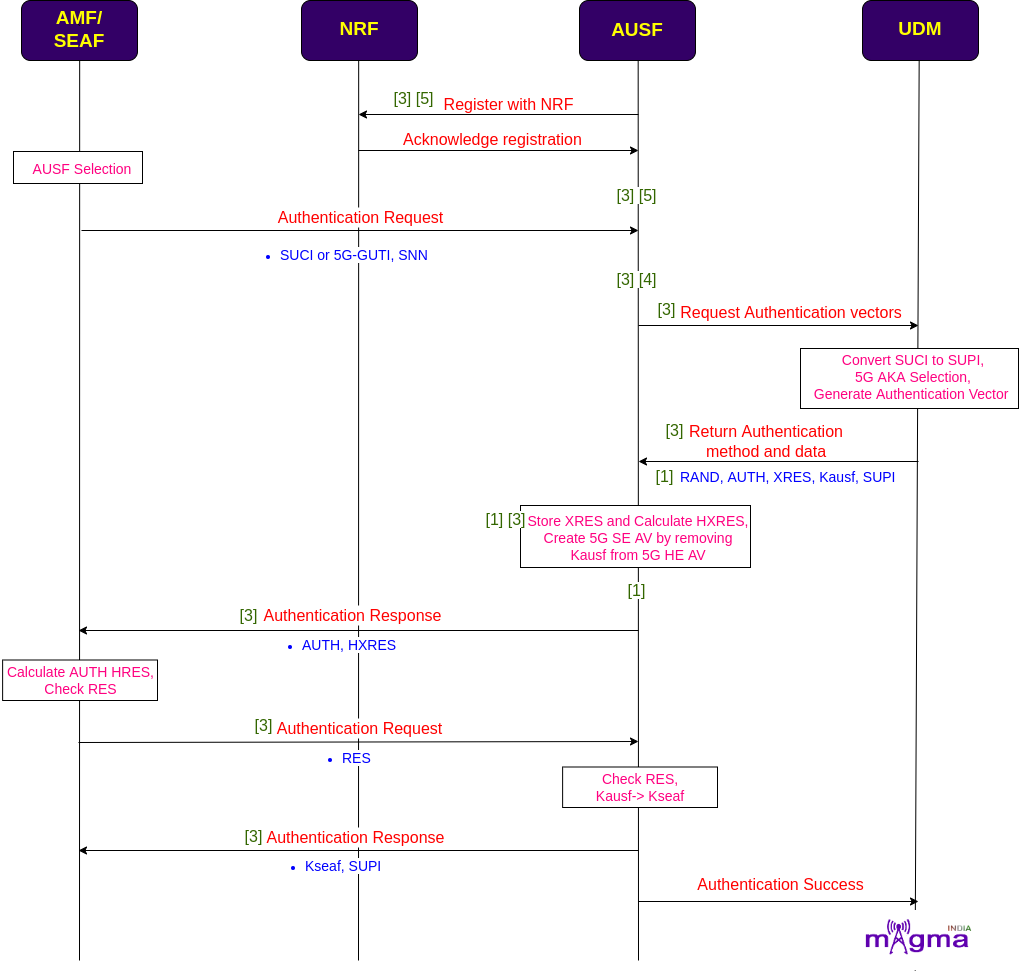 AMF/
SEAF
NRF
AUSF
UDM
[3] [5] Register with NRF
Acknowledge registration
AUSF Selection
[3] [5]
Authentication Request
• SUCI or 5G-GUTI, SNN
[3] [4]
[3] Request Authentication vectors
Convert SUCI to SUPI,
5G AKA Selection,
Generate Authentication Vector
[3] Return Authentication
method and data
[1] RAND, AUTH, XRES, Kausf, SUPI
[1] [3] Store XRES and Calculate HXRES,
Create 5G SE AV by removing
Kausf from 5G HE AV
[1]
[3] Authentication Response
• AUTH, HXRES
Calculate AUTH HRES,
Check RES
[3] Authentication Request
• RES
Check RES,
Kausf-> Kseaf
[3] Authentication Response
• Kseaf, SUPI
Authentication Success
INDIA
magma